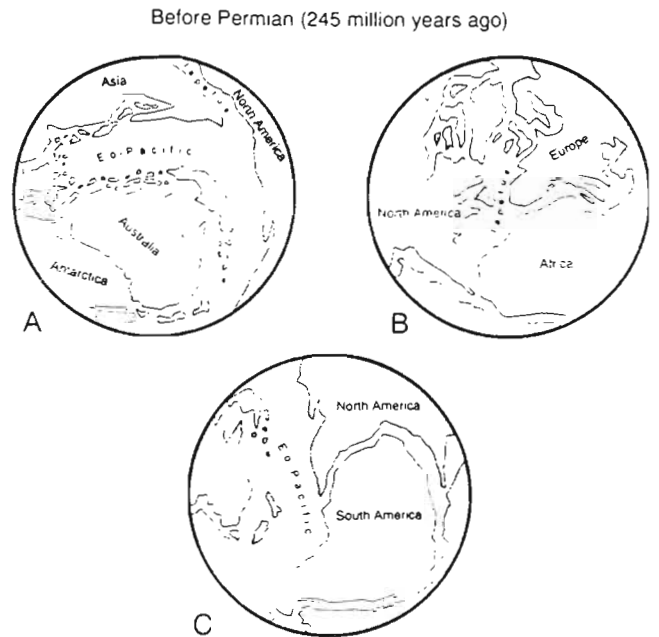 Before Permian (245 million years ago)
Asia
North America
Eo-Pacific
Australia
Antarctica
A
Europe
North America
Africa
B
North America
Eo Pacific
South America
C